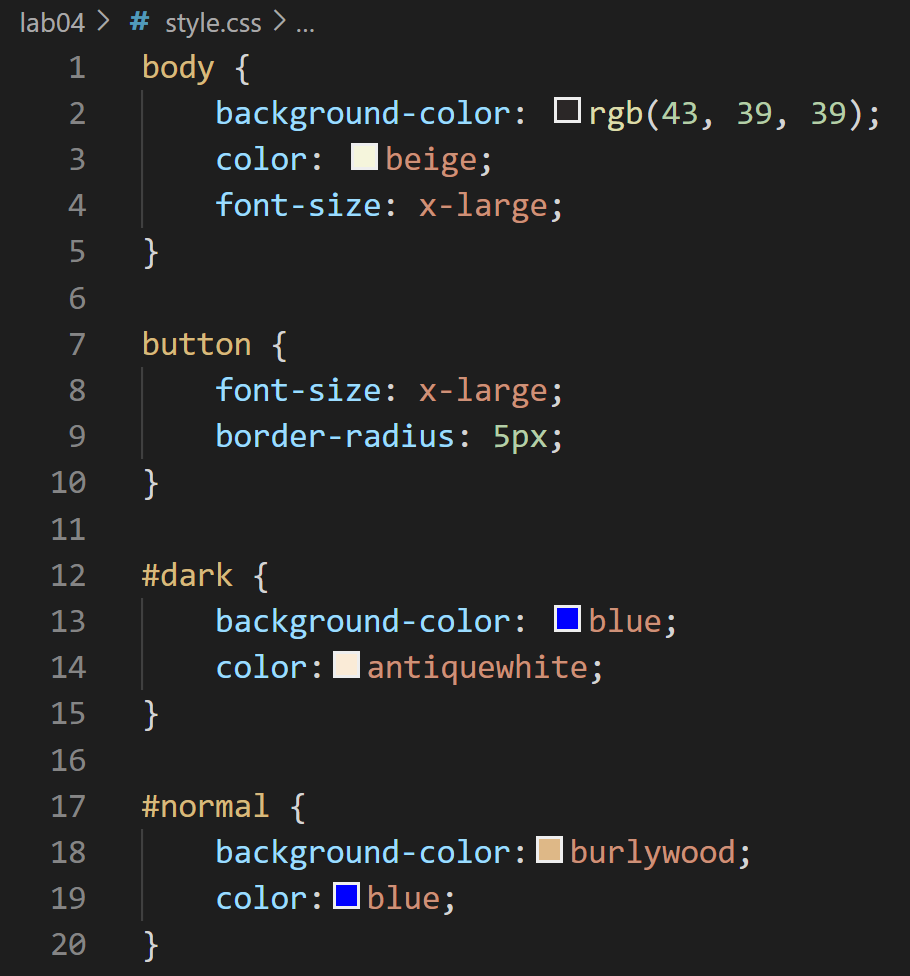 lab04 > # style.css > ...
1 body {
2     background-color: rgb(43, 39, 39);
3     color: beige;
4     font-size: x-large;
5 }
6
7 button {
8     font-size: x-large;
9     border-radius: 5px;
10 }
11
12 #dark {
13     background-color: blue;
14     color:antiquewhite;
15 }
16
17 #normal {
18     background-color:burlywood;
19     color:blue;
20 }